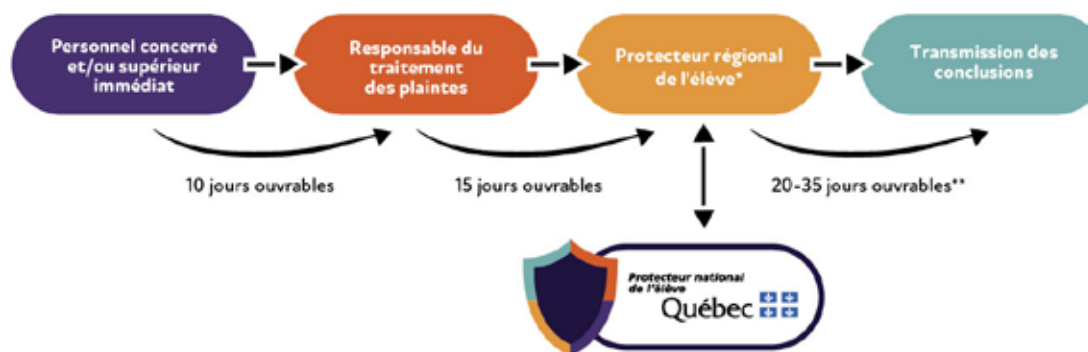 Personnel concerné
et/ou supérieur
immédiat
Responsable du
traitement
des plaintes
Protecteur régional
de l'élève*
Transmission des
conclusions
10 jours ouvrables
15 jours ouvrables
20-35 jours ouvrables**
Protecteur national
de l'élève
Québec